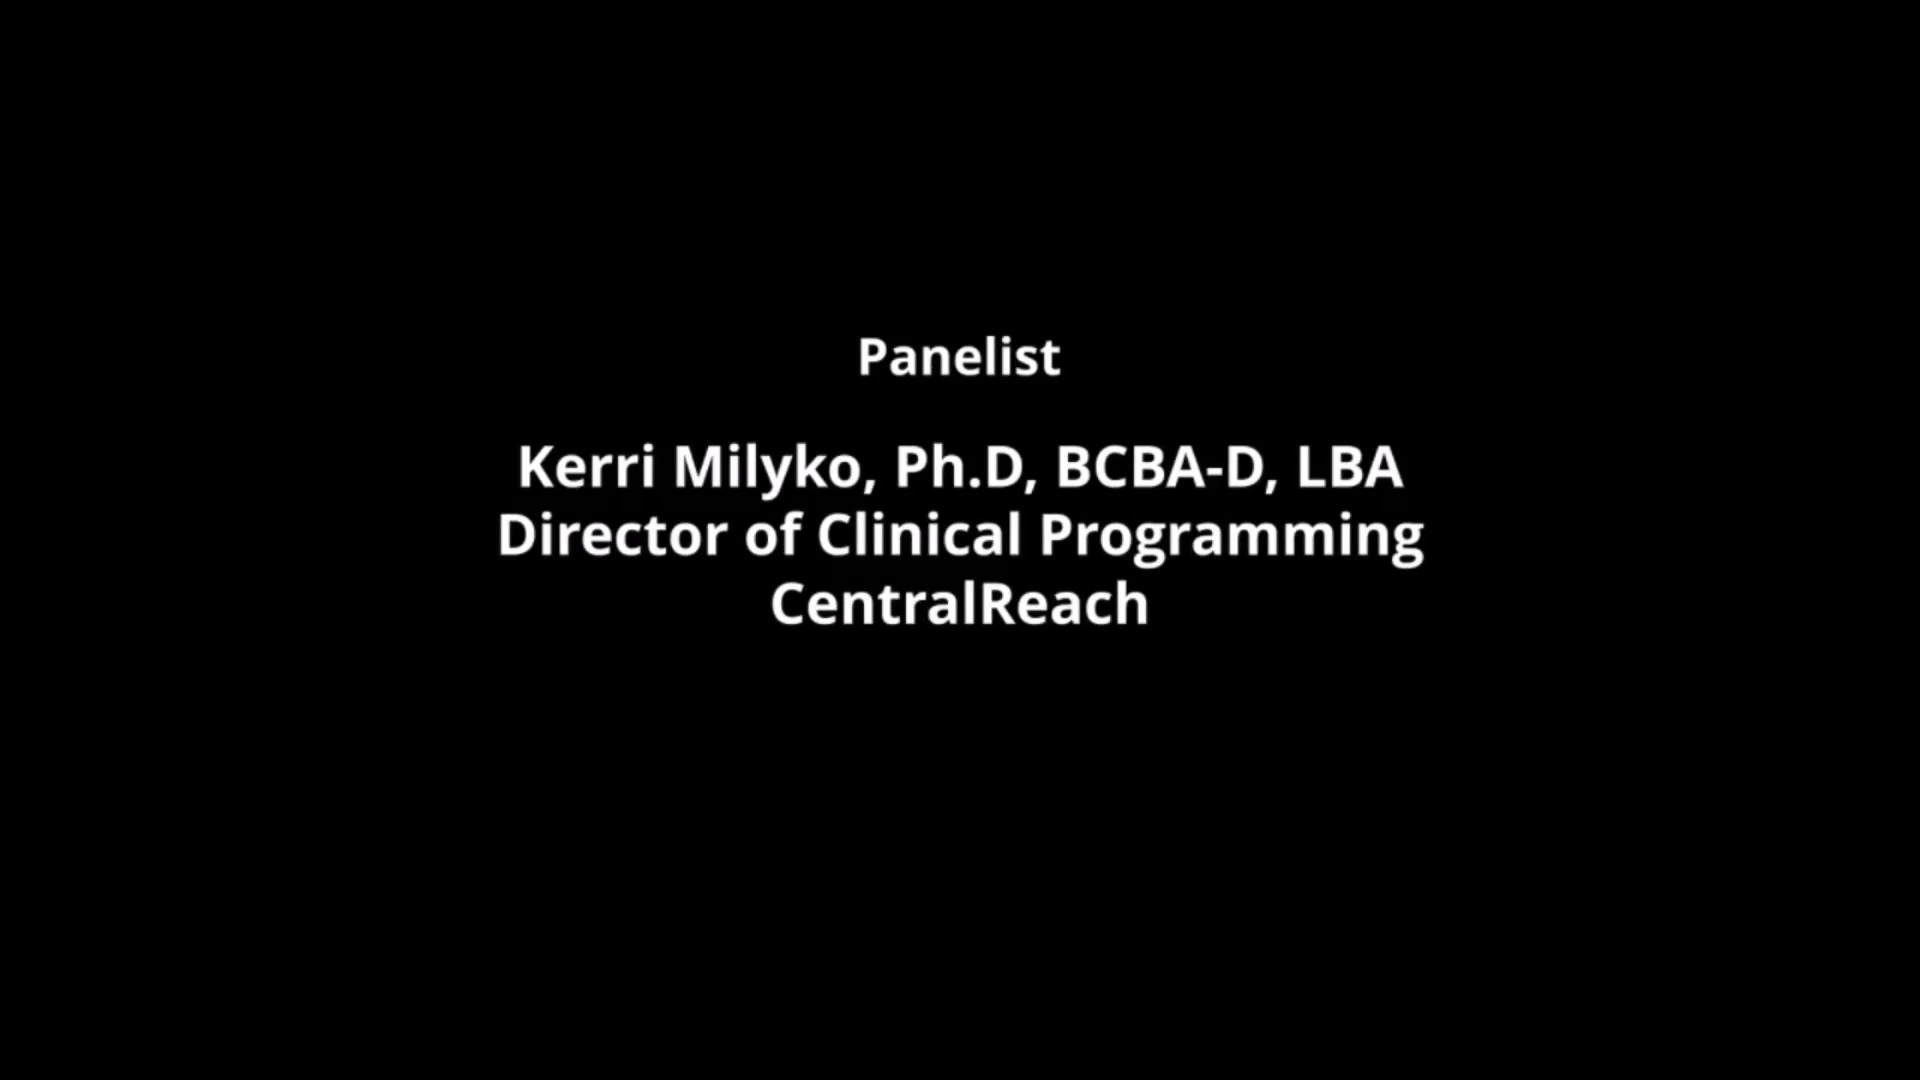 Panelist
Kerri Milyko, Ph.D, BCBA-D, LBA
Director of Clinical Programming
CentralReach